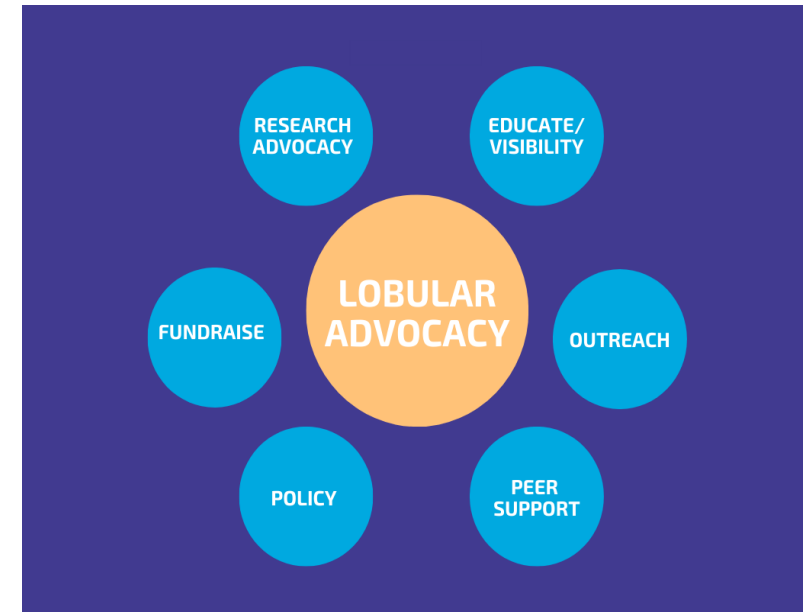 RESEARCH
ADVOCACY
EDUCATE/
VISIBILITY
LOBULAR
ADVOCACY
FUNDRAISE
OUTREACH
POLICY
PEER
SUPPORT